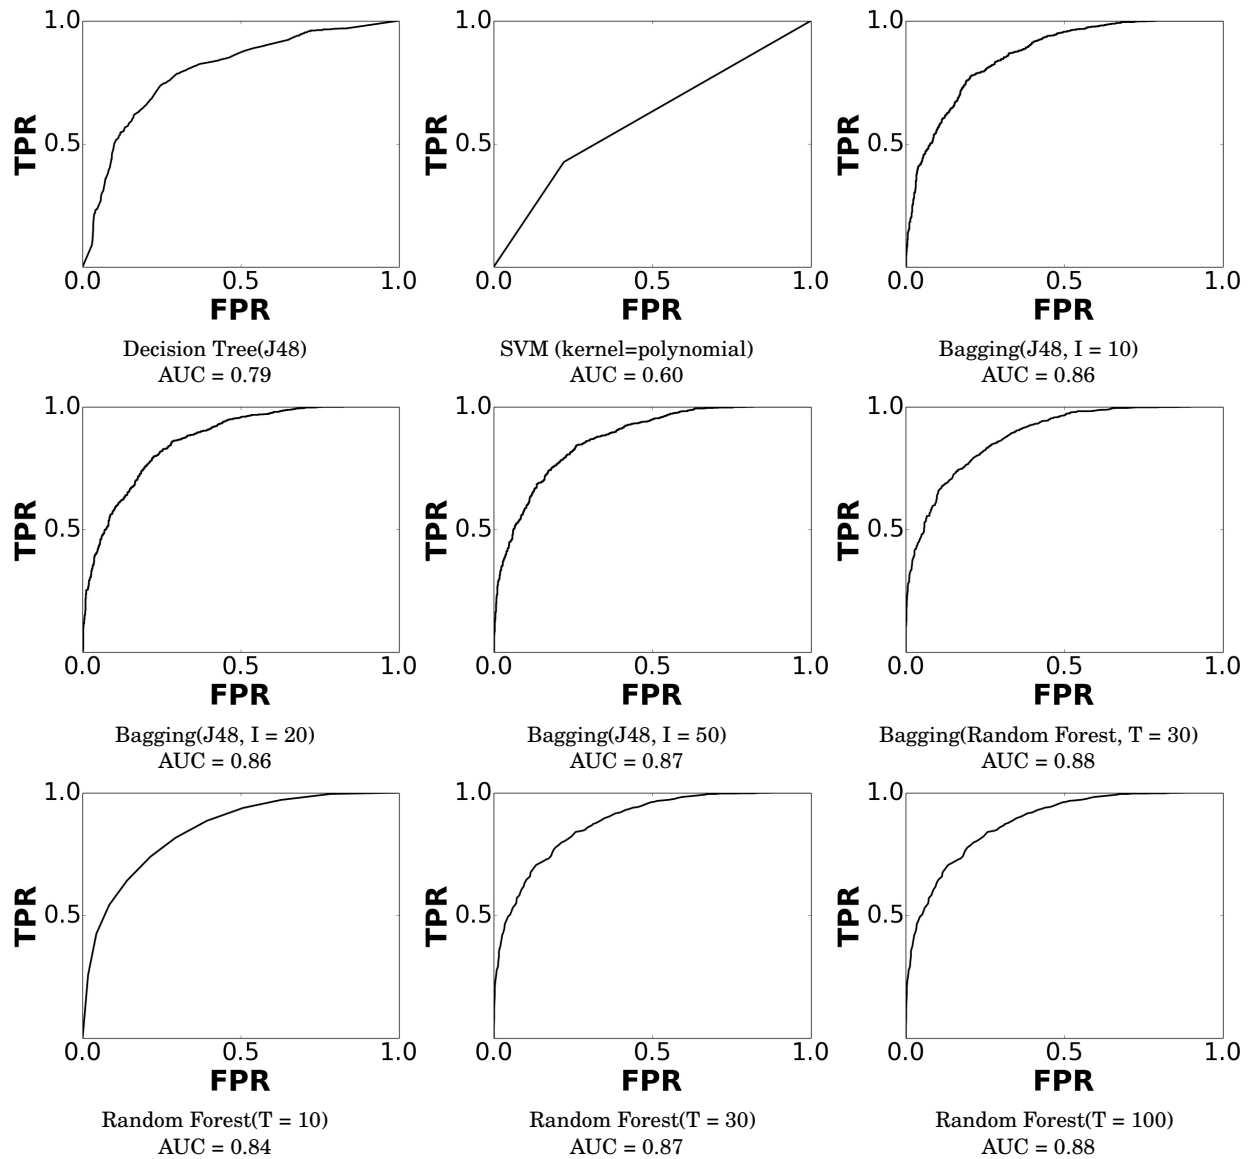 1.0
TPR
0.5
0.0 0.5 1.0
FPR
Decision Tree(J48)
AUC = 0.79
1.0
TPR
0.5
0.0 0.5 1.0
FPR
SVM (kernel=polynomial)
AUC = 0.60
1.0
TPR
0.5
0.0 0.5 1.0
FPR
Bagging(J48, I = 10)
AUC = 0.86
1.0
TPR
0.5
0.0 0.5 1.0
FPR
Bagging(J48, I = 20)
AUC = 0.86
1.0
TPR
0.5
0.0 0.5 1.0
FPR
Bagging(J48, I = 50)
AUC = 0.87
1.0
TPR
0.5
0.0 0.5 1.0
FPR
Bagging(Random Forest, T = 30)
AUC = 0.88
1.0
TPR
0.5
0.0 0.5 1.0
FPR
Random Forest(T = 10)
AUC = 0.84
1.0
TPR
0.5
0.0 0.5 1.0
FPR
Random Forest(T = 30)
AUC = 0.87
1.0
TPR
0.5
0.0 0.5 1.0
FPR
Random Forest(T = 100)
AUC = 0.88